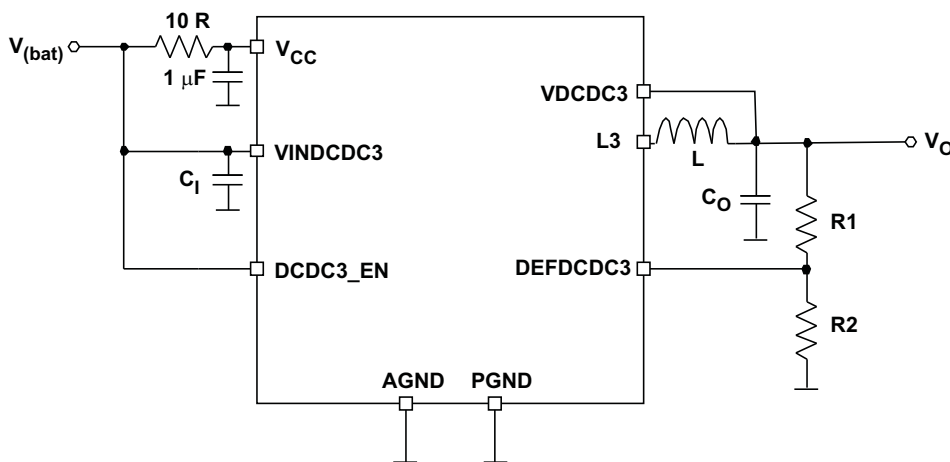 10 R
V(bat)
VCC
1 μF
VDCDC3
L3
VO
L
VINDCDC3
CI
CO
R1
DCDC3_EN
DEFDCDC3
R2
AGND
PGND